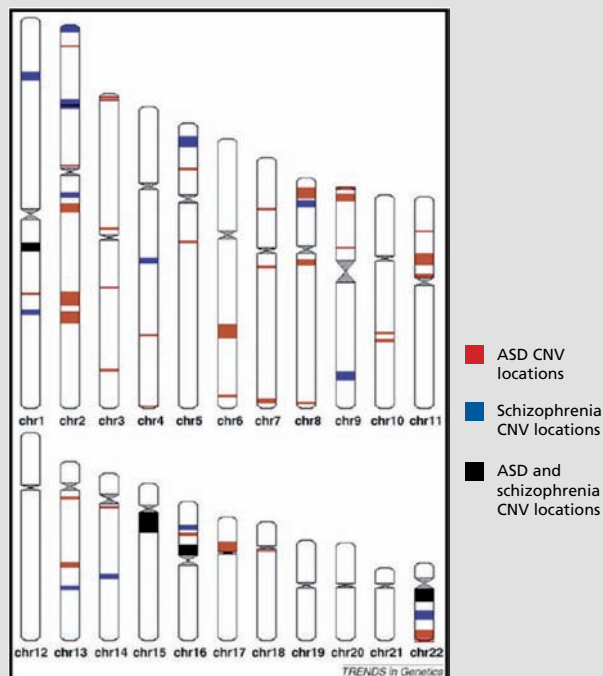 chr1 chr2 chr3 chr4 chr5 chr6 chr7 chr8 chr9 chr10 chr11
chr12 chr13 chr14 chr15 chr16 chr17 chr18 chr19 chr20 chr21 chr22
TRENDS in Genetics
ASD CNV
locations
Schizophrenia
CNV locations
ASD and
schizophrenia
CNV locations